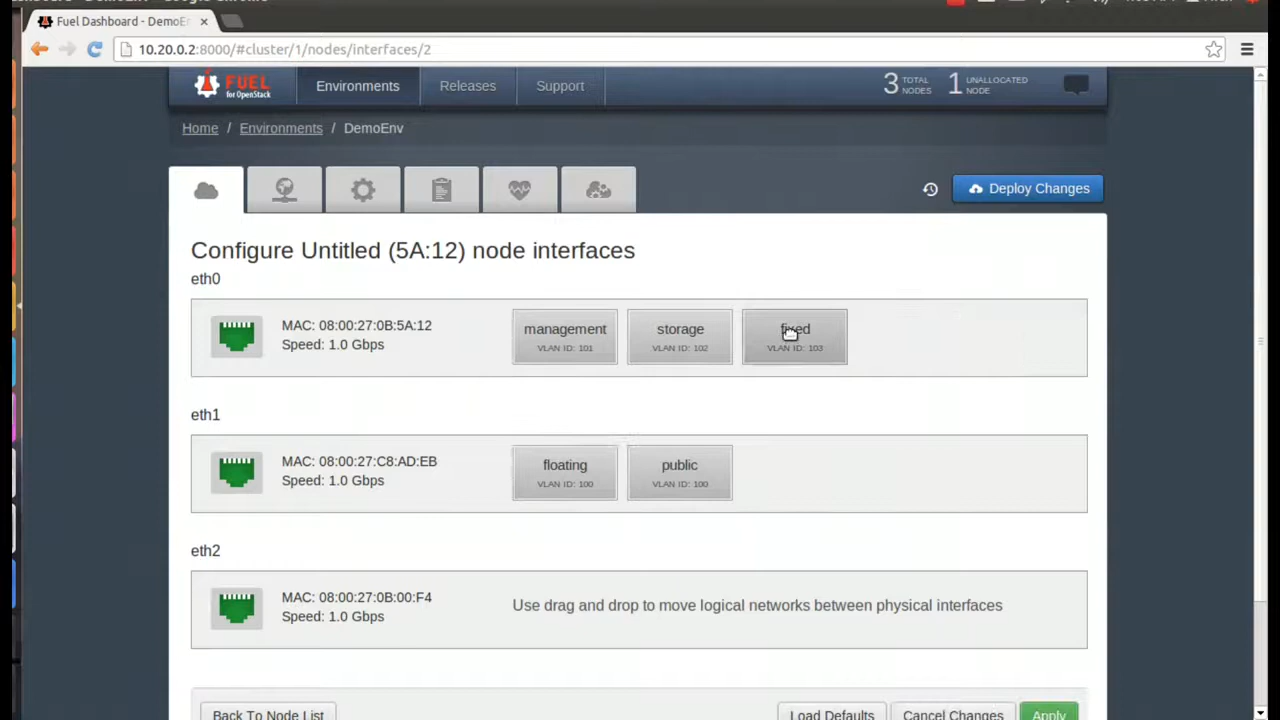 Fuel Dashboard - DemoEn
10.20.0.2:8000/#cluster/1/nodes/interfaces/2
FUEL
for OpenStack
Environments
Releases
Support
3 TOTAL NODES
1 UNALLOCATED NODE
Home / Environments / DemoEnv
Deploy Changes
Configure Untitled (5A:12) node interfaces
eth0
MAC: 08:00:27:0B:5A:12
Speed: 1.0 Gbps
management
VLAN ID: 101
storage
VLAN ID: 102
fixed
VLAN ID: 103
eth1
MAC: 08:00:27:C8:AD:EB
Speed: 1.0 Gbps
floating
VLAN ID: 100
public
VLAN ID: 100
eth2
MAC: 08:00:27:0B:00:F4
Speed: 1.0 Gbps
Use drag and drop to move logical networks between physical interfaces
Back To Node List
Load Defaults
Cancel Changes
Apply